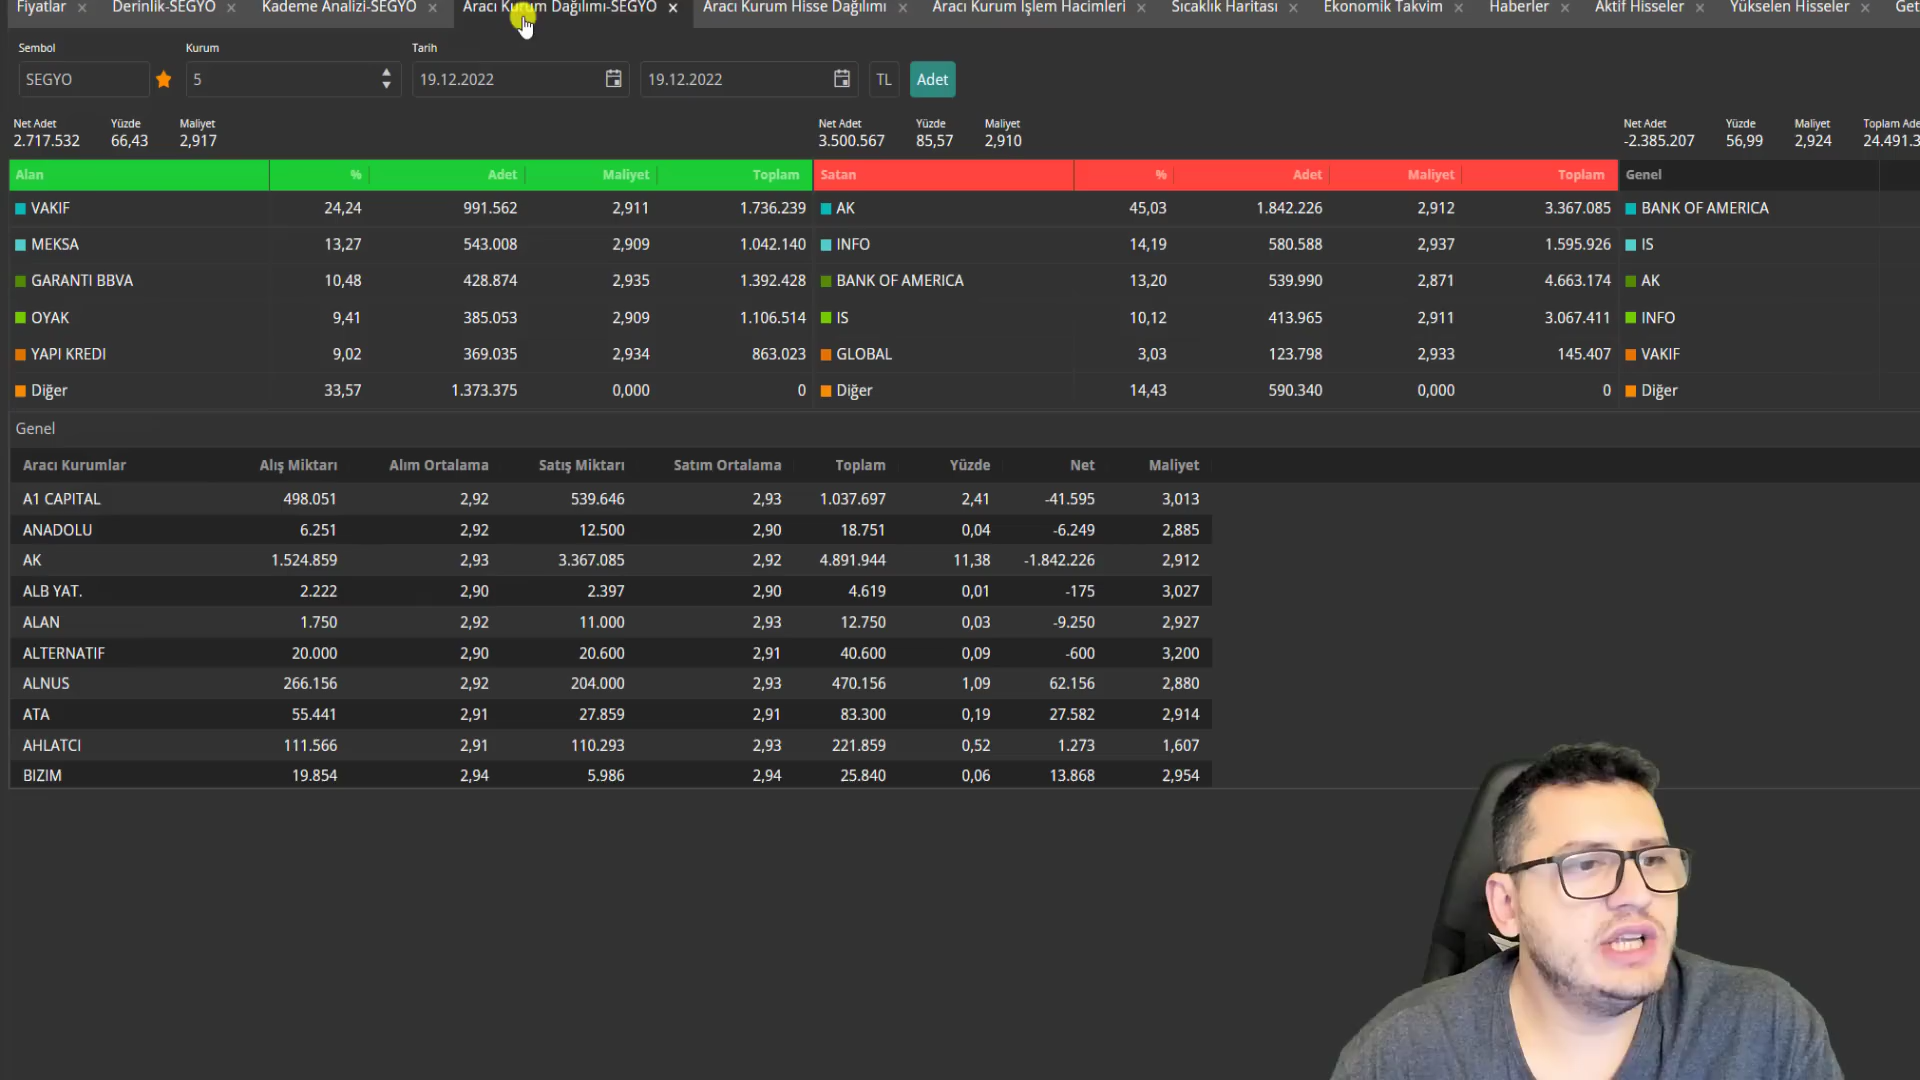 Fiyatlar × Derinlik-SEGYO × Kademe Analizi-SEGYO × Aracı Kurum Dağılımı-SEGYO × Aracı Kurum Hisse Dağılımı × Aracı Kurum İşlem Hacimleri × Sıcaklık Haritası × Ekonomik Takvim × Haberler × Aktif Hisseler × Yükselen Hisseler × Get
Sembol Kurum Tarih
SEGYO 5 19.12.2022 19.12.2022 TL Adet
Net Adet Yüzde Maliyet Net Adet Yüzde Maliyet Net Adet Yüzde Maliyet Toplam Ade
2.717.532 66,43 2,917 3.500.567 85,57 2,910 -2.385.207 56,99 2,924 24.491.3
Alan % Adet Maliyet Toplam Satan % Adet Maliyet Toplam Genel
VAKIF 24,24 991.562 2,911 1.736.239 AK 45,03 1.842.226 2,912 3.367.085 BANK OF AMERICA
MEKSA 13,27 543.008 2,909 1.042.140 INFO 14,19 580.588 2,937 1.595.926 IS
GARANTI BBVA 10,48 428.874 2,935 1.392.428 BANK OF AMERICA 13,20 539.990 2,871 4.663.174 AK
OYAK 9,41 385.053 2,909 1.106.514 IS 10,12 413.965 2,911 3.067.411 INFO
YAPI KREDI 9,02 369.035 2,934 863.023 GLOBAL 3,03 123.798 2,933 145.407 VAKIF
Diğer 33,57 1.373.375 0,000 0 Diğer 14,43 590.340 0,000 0 Diğer
Genel
Aracı Kurumlar Alış Miktarı Alım Ortalama Satış Miktarı Satım Ortalama Toplam Yüzde Net Maliyet
A1 CAPITAL 498.051 2,92 539.646 2,93 1.037.697 2,41 -41.595 3,013
ANADOLU 6.251 2,92 12.500 2,90 18.751 0,04 -6.249 2,885
AK 1.524.859 2,93 3.367.085 2,92 4.891.944 11,38 -1.842.226 2,912
ALB YAT. 2.222 2,90 2.397 2,90 4.619 0,01 -175 3,027
ALAN 1.750 2,92 11.000 2,93 12.750 0,03 -9.250 2,927
ALTERNATIF 20.000 2,90 20.600 2,91 40.600 0,09 -600 3,200
ALNUS 266.156 2,92 204.000 2,93 470.156 1,09 62.156 2,880
ATA 55.441 2,91 27.859 2,91 83.300 0,19 27.582 2,914
AHLATCI 111.566 2,91 110.293 2,93 221.859 0,52 1.273 1,607
BIZIM 19.854 2,94 5.986 2,94 25.840 0,06 13.868 2,954